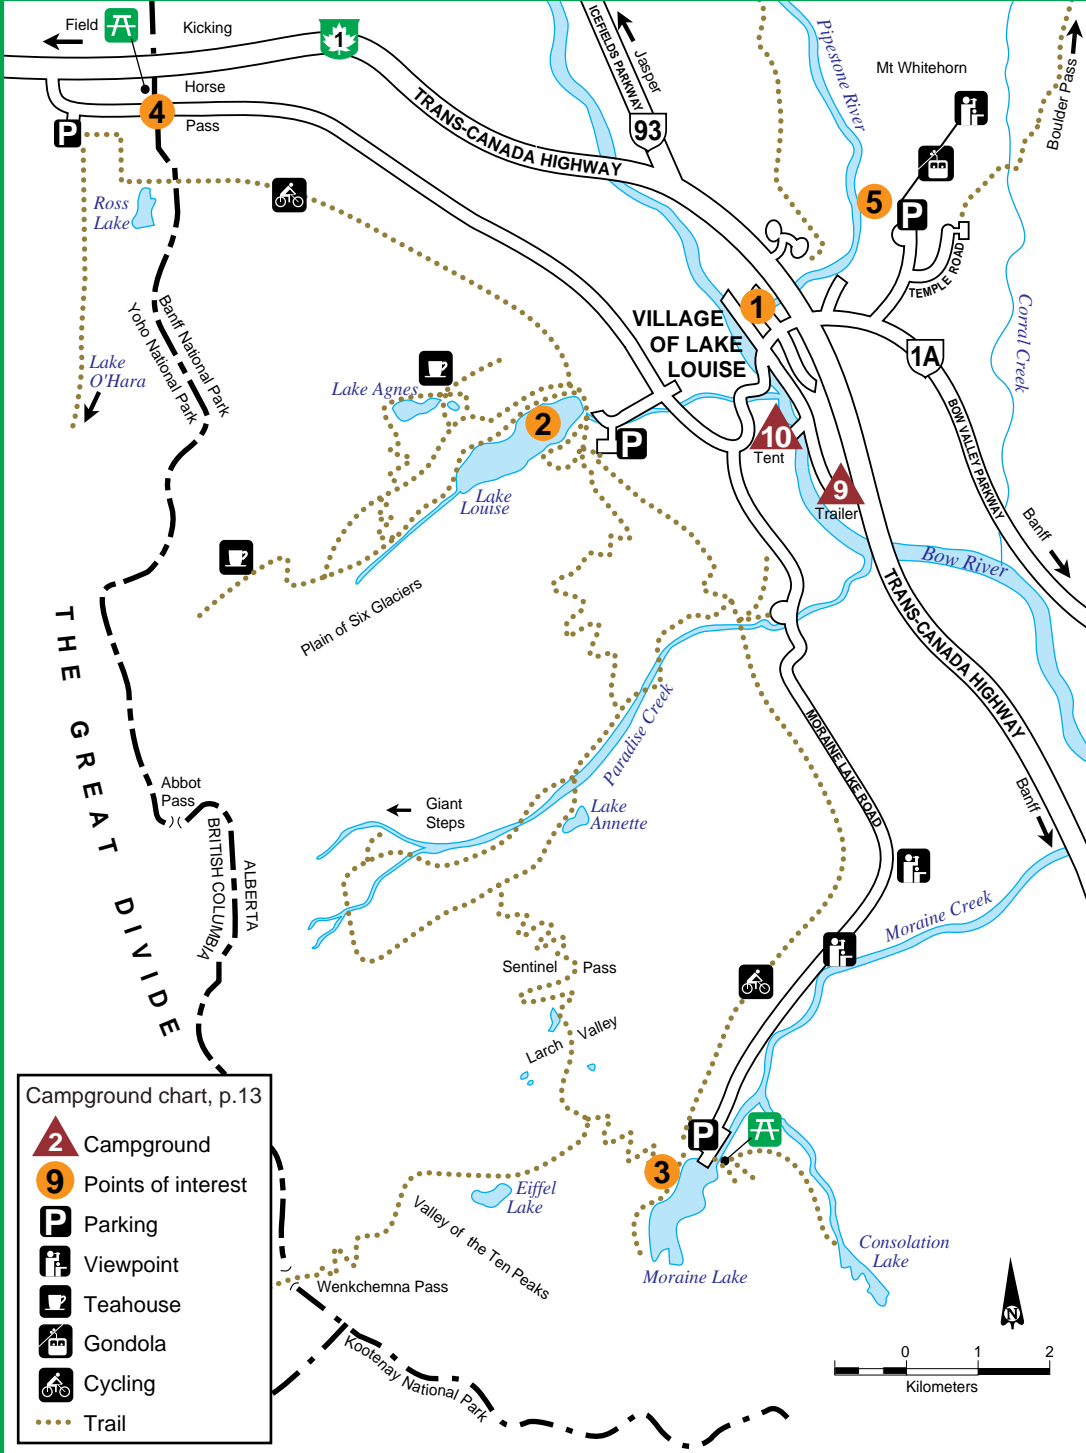 Field
Kicking
1
Horse
4
Pass
P
TRANS-CANADA HIGHWAY
ICEFIELDS PARKWAY
Jasper
93
Pipestone River
Mt Whitehorn
Boulder Pass
5
P
TEMPLE ROAD
Ross
Lake
Banff National Park
Yoho National Park
Lake
O'Hara
1
VILLAGE
OF LAKE
LOUISE
1A
Corral Creek
BOW VALLEY PARKWAY
Banff
Lake Agnes
2
P
10
Tent
9
Trailer
Lake
Louise
Bow River
Plain of Six Glaciers
TRANS-CANADA HIGHWAY
Banff
THE GREAT DIVIDE
Paradise Creek
MORAINE LAKE ROAD
Abbot
Pass
Giant
Steps
Lake
Annette
BRITISH COLUMBIA
ALBERTA
Moraine Creek
Sentinel Pass
Larch Valley
P
3
Eiffel
Lake
Valley of the Ten Peaks
Consolation
Lake
Moraine Lake
Wenkchemna Pass
Kootenay National Park
N
0 1 2
Kilometers
Campground chart, p.13
2 Campground
9 Points of interest
P Parking
Viewpoint
Teahouse
Gondola
Cycling
Trail